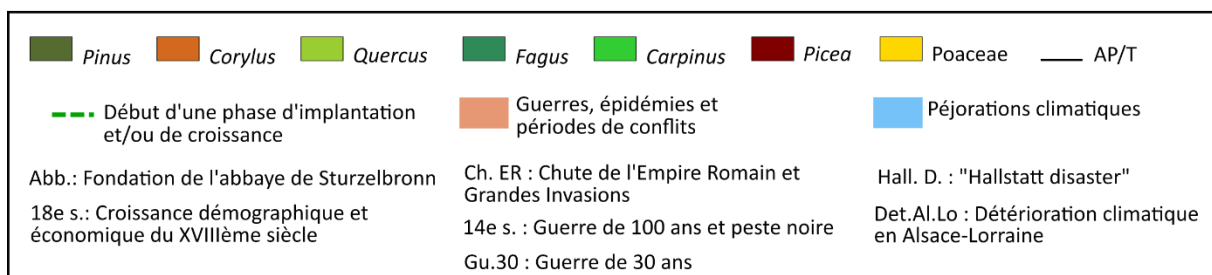 Pinus Corylus Quercus Fagus Carpinus Picea Poaceae AP/T
Début d'une phase d'implantation
et/ou de croissance
Guerres, épidémies et
périodes de conflits
Péjorations climatiques
Abb.: Fondation de l'abbaye de Sturzelbronn
18e s.: Croissance démographique et
économique du XVIIIème siècle
Ch. ER : Chute de l'Empire Romain et
Grandes Invasions
14e s. : Guerre de 100 ans et peste noire
Gu.30 : Guerre de 30 ans
Hall. D. : "Hallstatt disaster"
Det.Al.Lo : Détérioration climatique
en Alsace-Lorraine